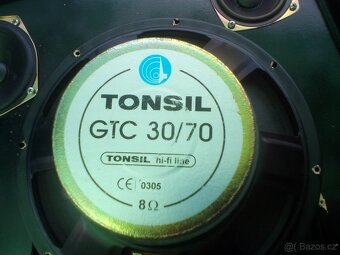 TONSIL
GTC 30/70
TONSIL hi-fi line
CE 0305
8Ω
Bazos.cz